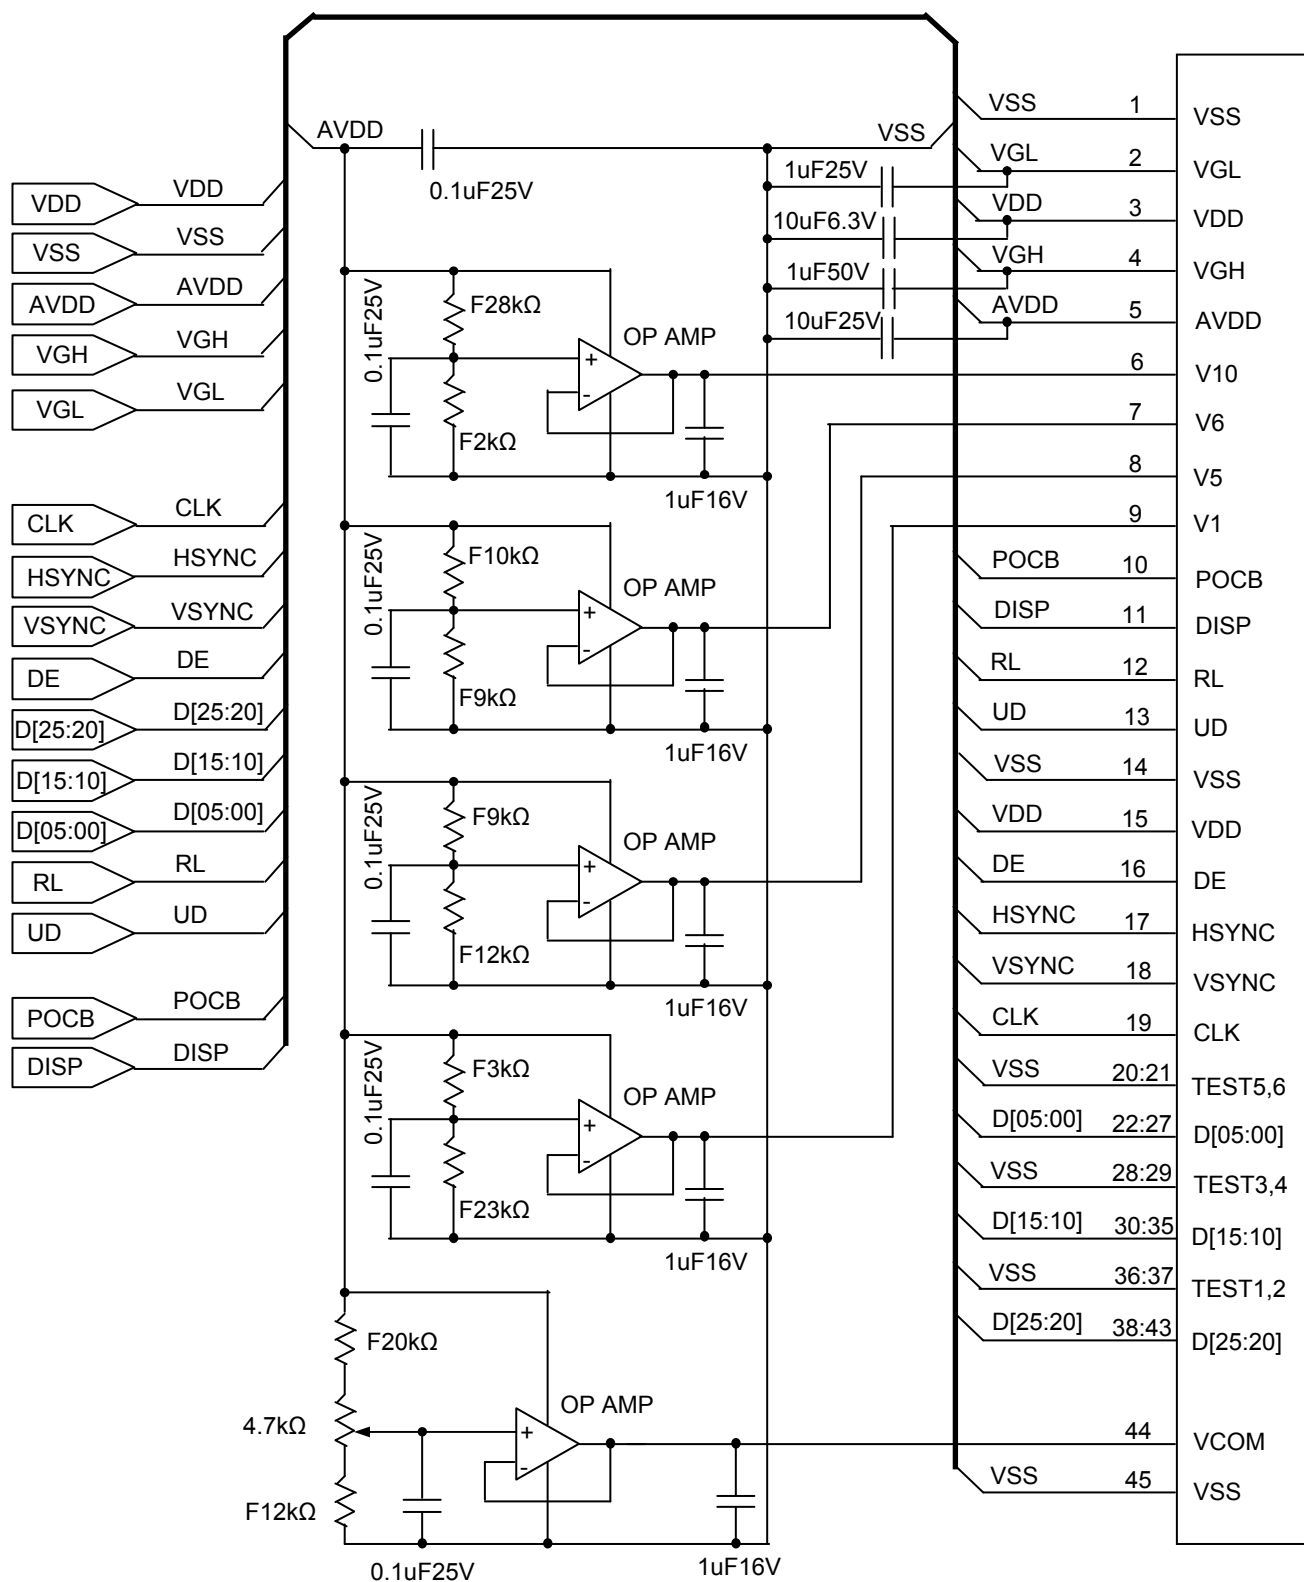 AVDD
0.1uF25V
VSS
VDD
VDD
VSS
VSS
AVDD
AVDD
VGH
VGH
VGL
VGL
CLK
CLK
HSYNC
HSYNC
VSYNC
VSYNC
DE
DE
D[25:20]
D[25:20]
D[15:10]
D[15:10]
D[05:00]
D[05:00]
RL
RL
UD
UD
POCB
POCB
DISP
DISP
0.1uF25V
F28kΩ
F2kΩ
OP AMP
+
-
1uF16V
0.1uF25V
F10kΩ
F9kΩ
OP AMP
+
-
1uF16V
0.1uF25V
F9kΩ
F12kΩ
OP AMP
+
-
1uF16V
0.1uF25V
F3kΩ
F23kΩ
OP AMP
+
-
1uF16V
F20kΩ
4.7kΩ
F12kΩ
OP AMP
+
-
0.1uF25V
1uF16V
1uF25V
10uF6.3V
1uF50V
10uF25V
VSS 1 VSS
VGL 2 VGL
VDD 3 VDD
VGH 4 VGH
AVDD 5 AVDD
6 V10
7 V6
8 V5
9 V1
POCB 10 POCB
DISP 11 DISP
RL 12 RL
UD 13 UD
VSS 14 VSS
VDD 15 VDD
DE 16 DE
HSYNC 17 HSYNC
VSYNC 18 VSYNC
CLK 19 CLK
VSS 20:21 TEST5,6
D[05:00] 22:27 D[05:00]
VSS 28:29 TEST3,4
D[15:10] 30:35 D[15:10]
VSS 36:37 TEST1,2
D[25:20] 38:43 D[25:20]
44 VCOM
VSS 45 VSS